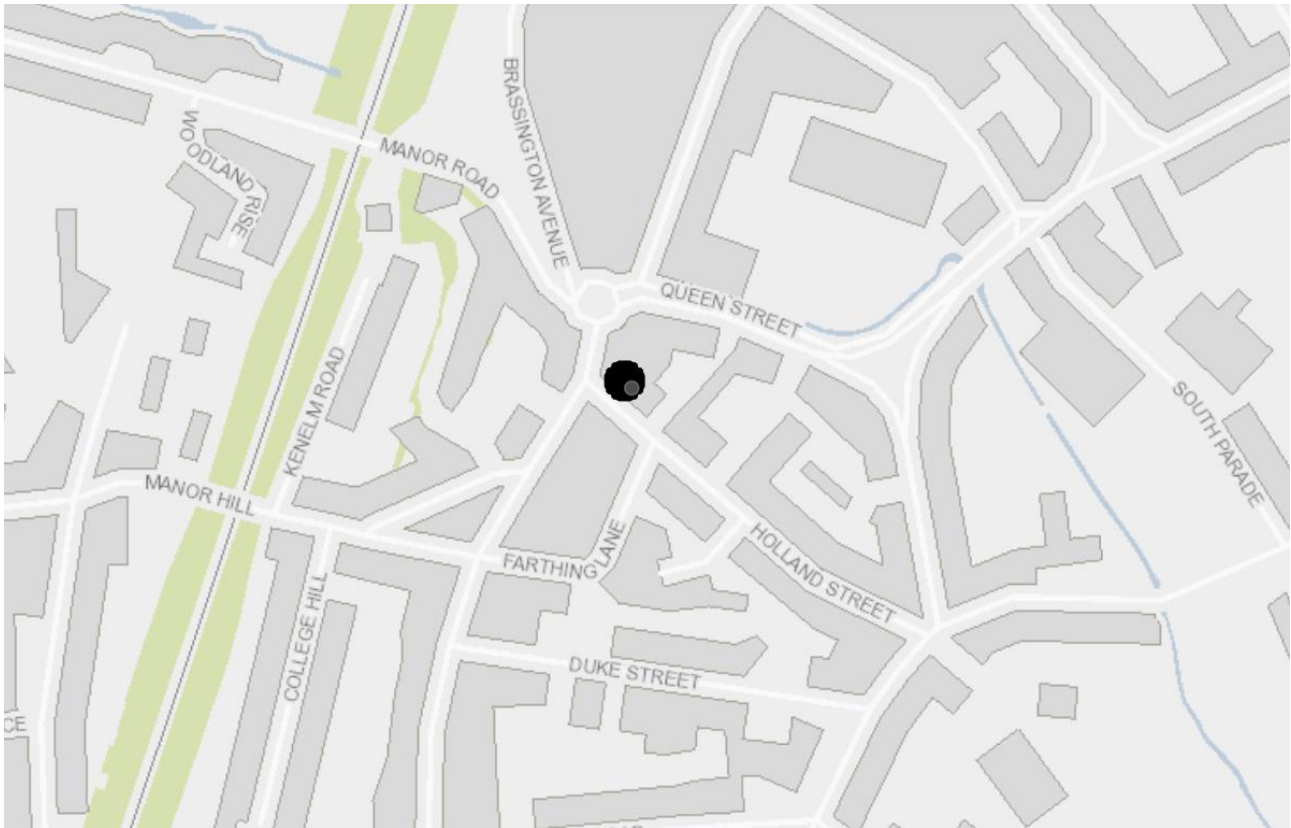 BRASSINGTON AVENUE
MANOR ROAD
WOODLAND RISE
QUEEN STREET
KENELM ROAD
SOUTH PARADE
MANOR HILL
FARTHING LANE
HOLLAND STREET
COLLEGE HILL
DUKE STREET
CE